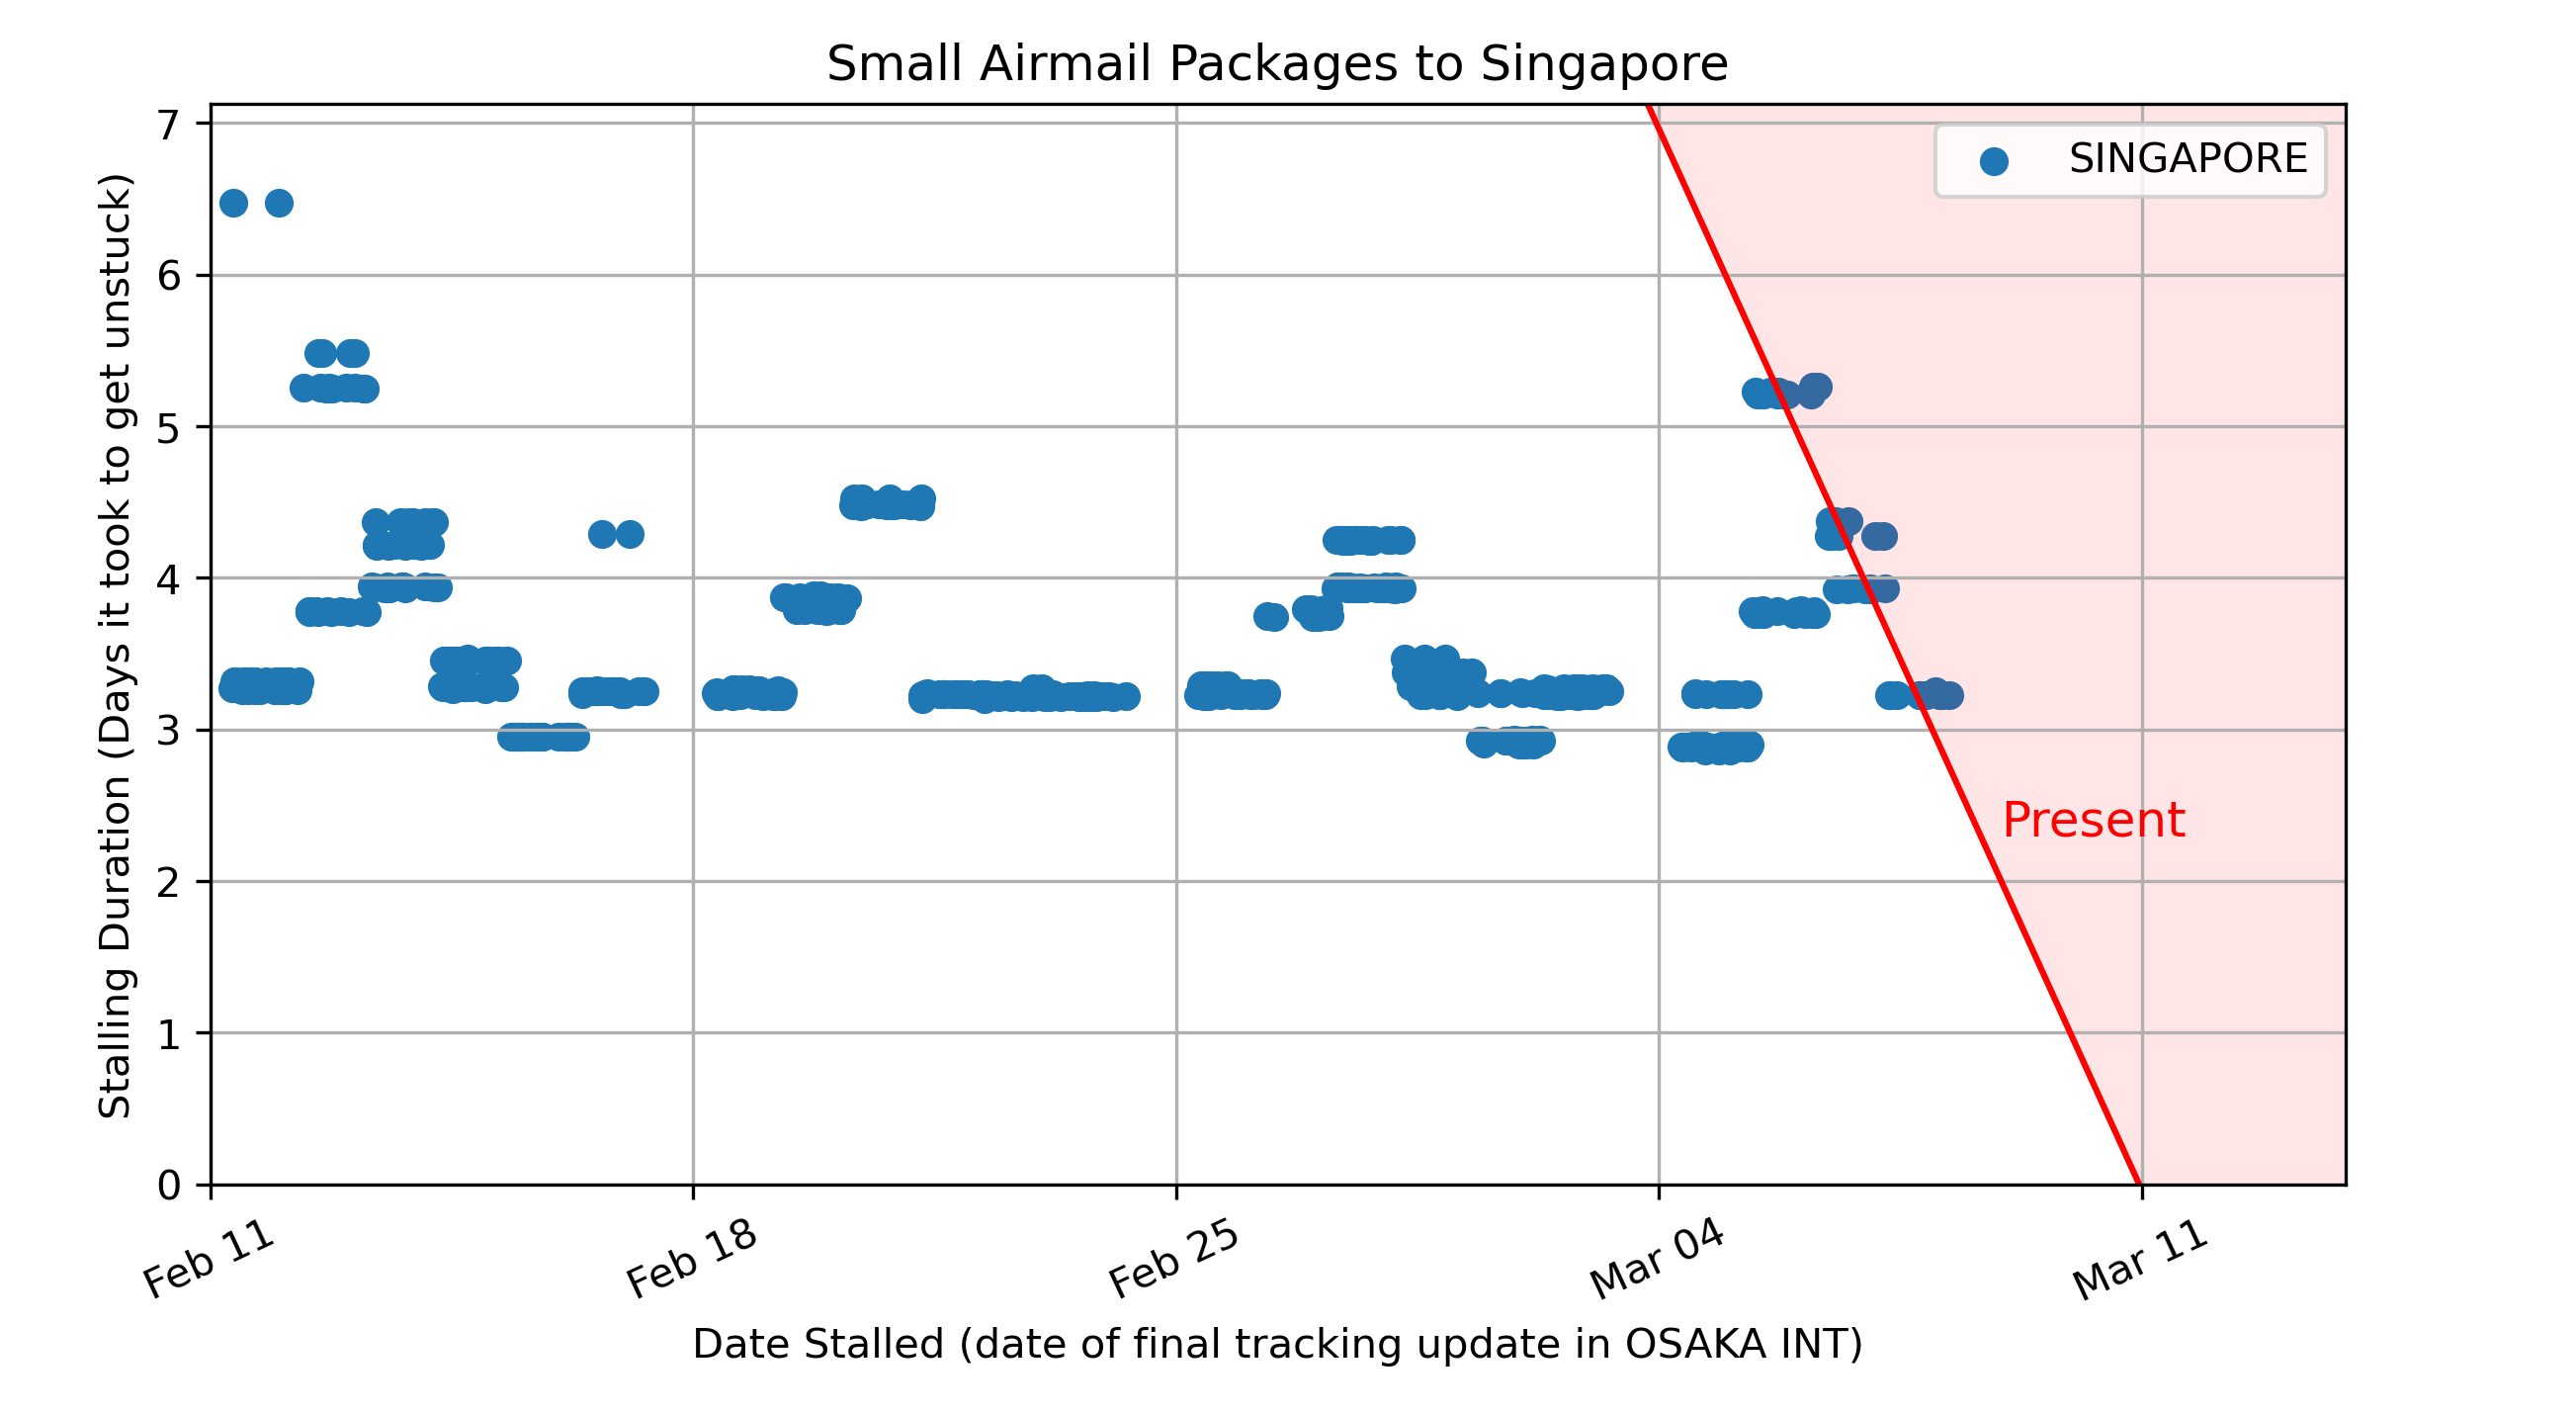 Small Airmail Packages to Singapore
Stalling Duration (Days it took to get unstuck)
7
6
5
4
3
2
1
0
SINGAPORE
Present
Feb 11
Feb 18
Feb 25
Mar 04
Mar 11
Date Stalled (date of final tracking update in OSAKA INT)